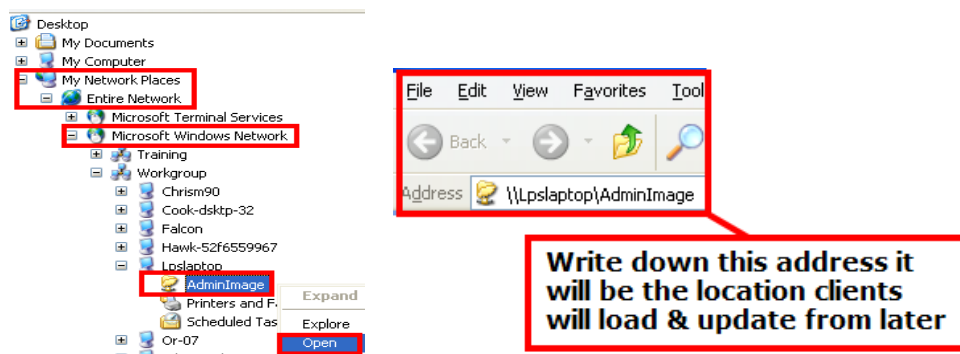 Desktop
My Documents
My Computer
My Network Places
Entire Network
Microsoft Terminal Services
Microsoft Windows Network
Training
Workgroup
Chrism90
Cook-dsktp-32
Falcon
Hawk-52f6559967
Lpslaptop
AdminImage
Printers and F
Scheduled Tas
Or-07
Expand
Explore
Open
File Edit View Favorites Tool
Back
Address \\Lpslaptop\AdminImage
Write down this address it
will be the location clients
will load & update from later